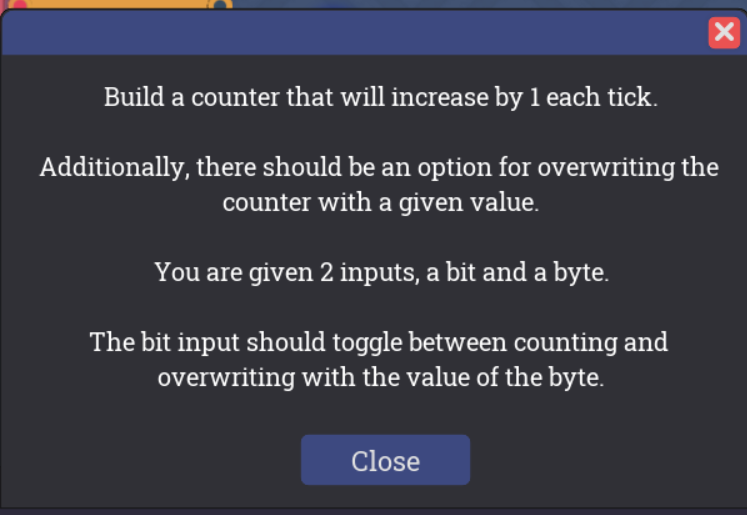 Build a counter that will increase by 1 each tick.
Additionally, there should be an option for overwriting the
counter with a given value.
You are given 2 inputs, a bit and a byte.
The bit input should toggle between counting and
overwriting with the value of the byte.
Close